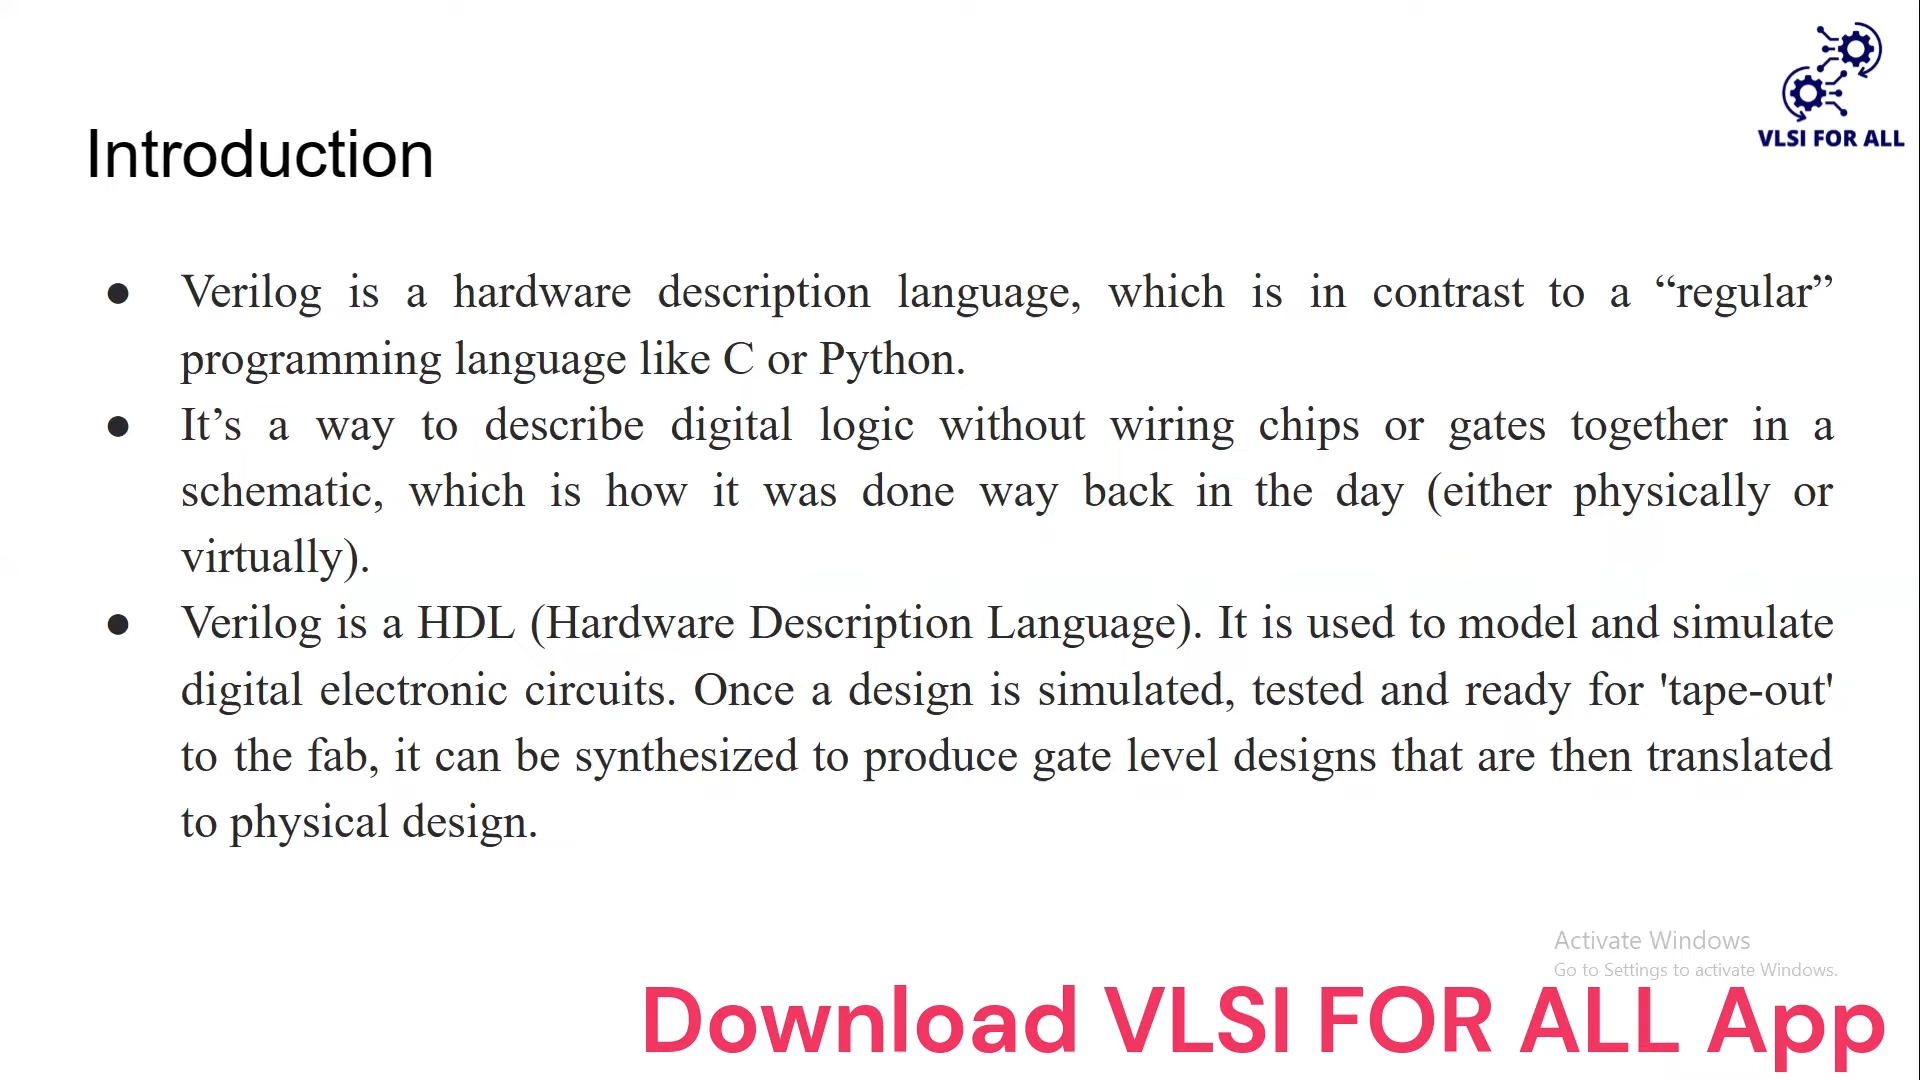 VLSI FOR ALL
Introduction
● Verilog is a hardware description language, which is in contrast to a “regular”
programming language like C or Python.
● It’s a way to describe digital logic without wiring chips or gates together in a
schematic, which is how it was done way back in the day (either physically or
virtually).
● Verilog is a HDL (Hardware Description Language). It is used to model and simulate
digital electronic circuits. Once a design is simulated, tested and ready for 'tape-out'
to the fab, it can be synthesized to produce gate level designs that are then translated
to physical design.
Activate Windows
Go to Settings to activate Windows.
Download VLSI FOR ALL App